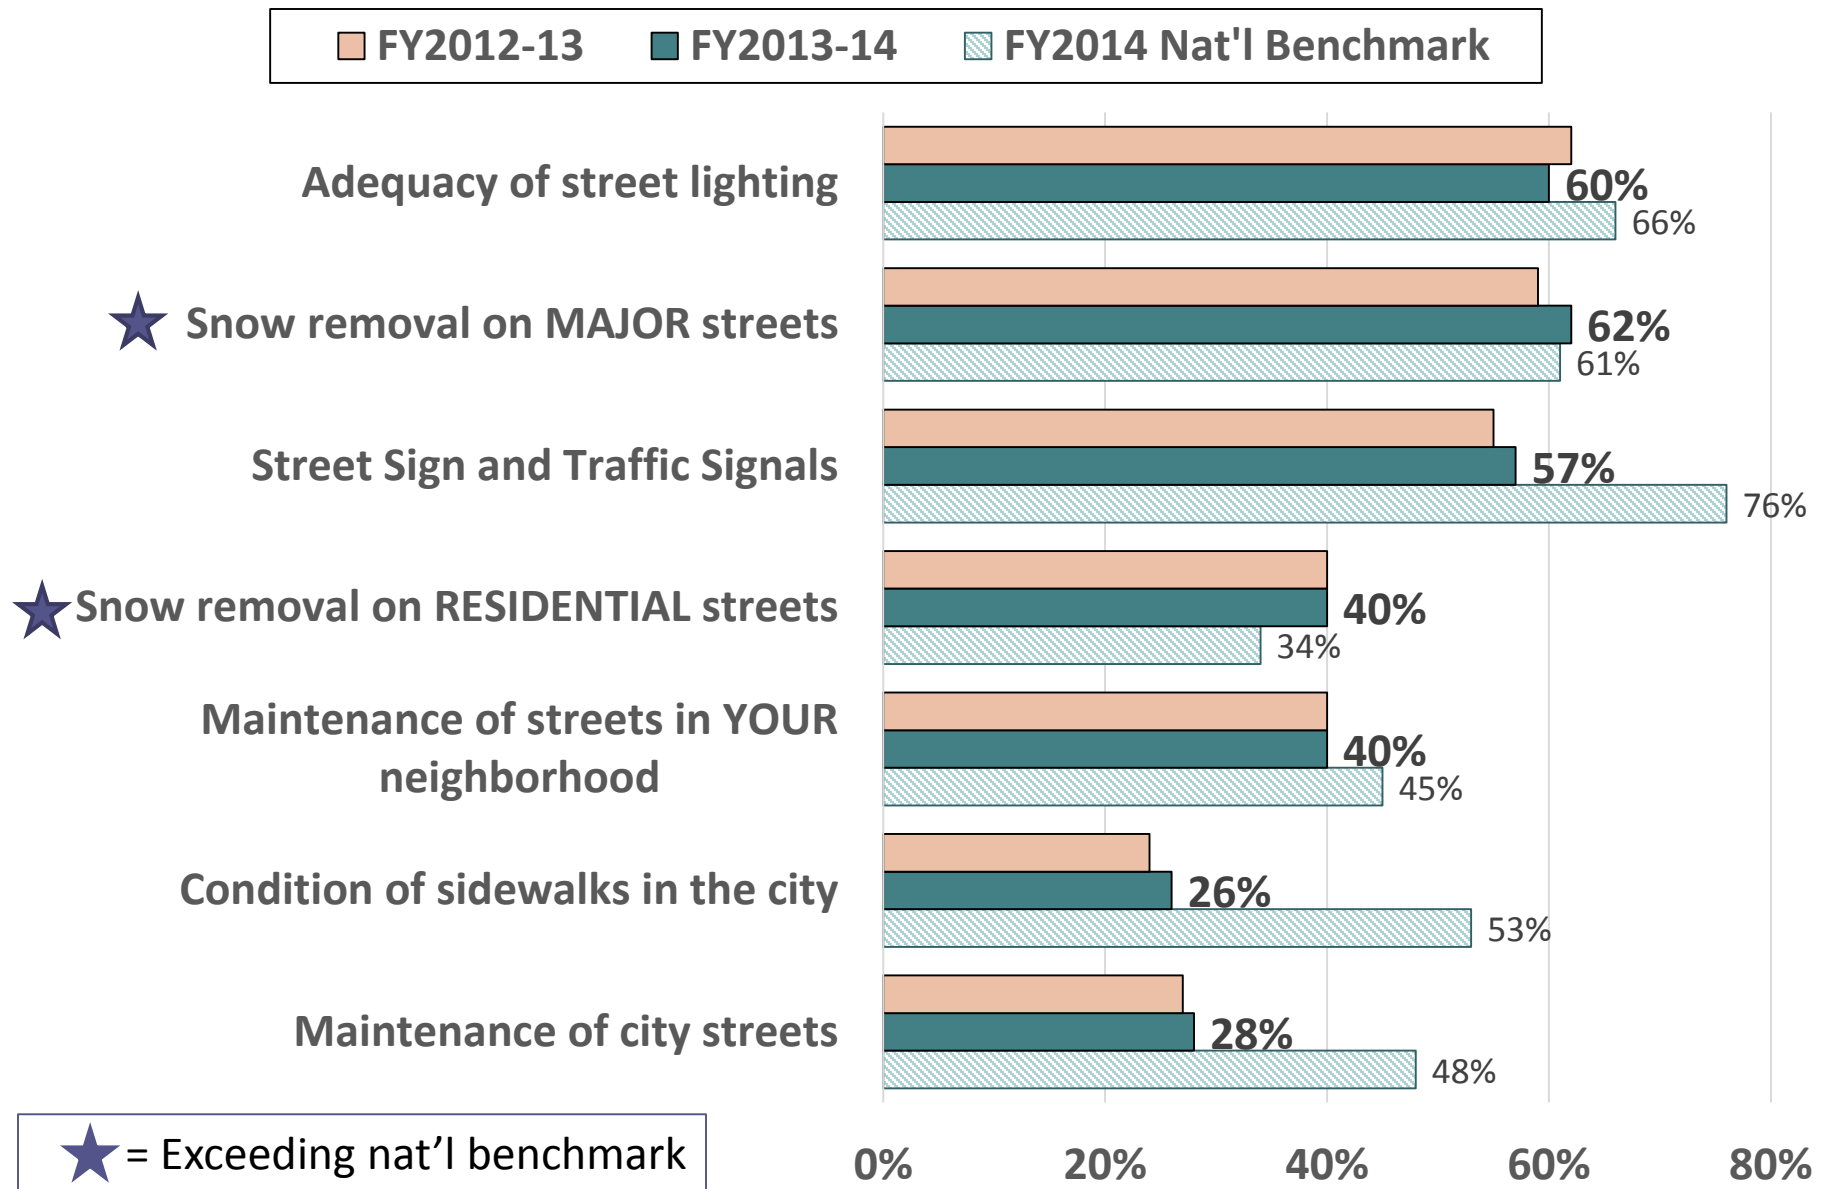 FY2012-13 FY2013-14 FY2014 Nat'l Benchmark
Adequacy of street lighting
60%
66%
Snow removal on MAJOR streets
62%
61%
Street Sign and Traffic Signals
57%
76%
Snow removal on RESIDENTIAL streets
40%
34%
Maintenance of streets in YOUR
neighborhood
40%
45%
Condition of sidewalks in the city
26%
53%
Maintenance of city streets
28%
48%
= Exceeding nat’l benchmark
0% 20% 40% 60% 80%